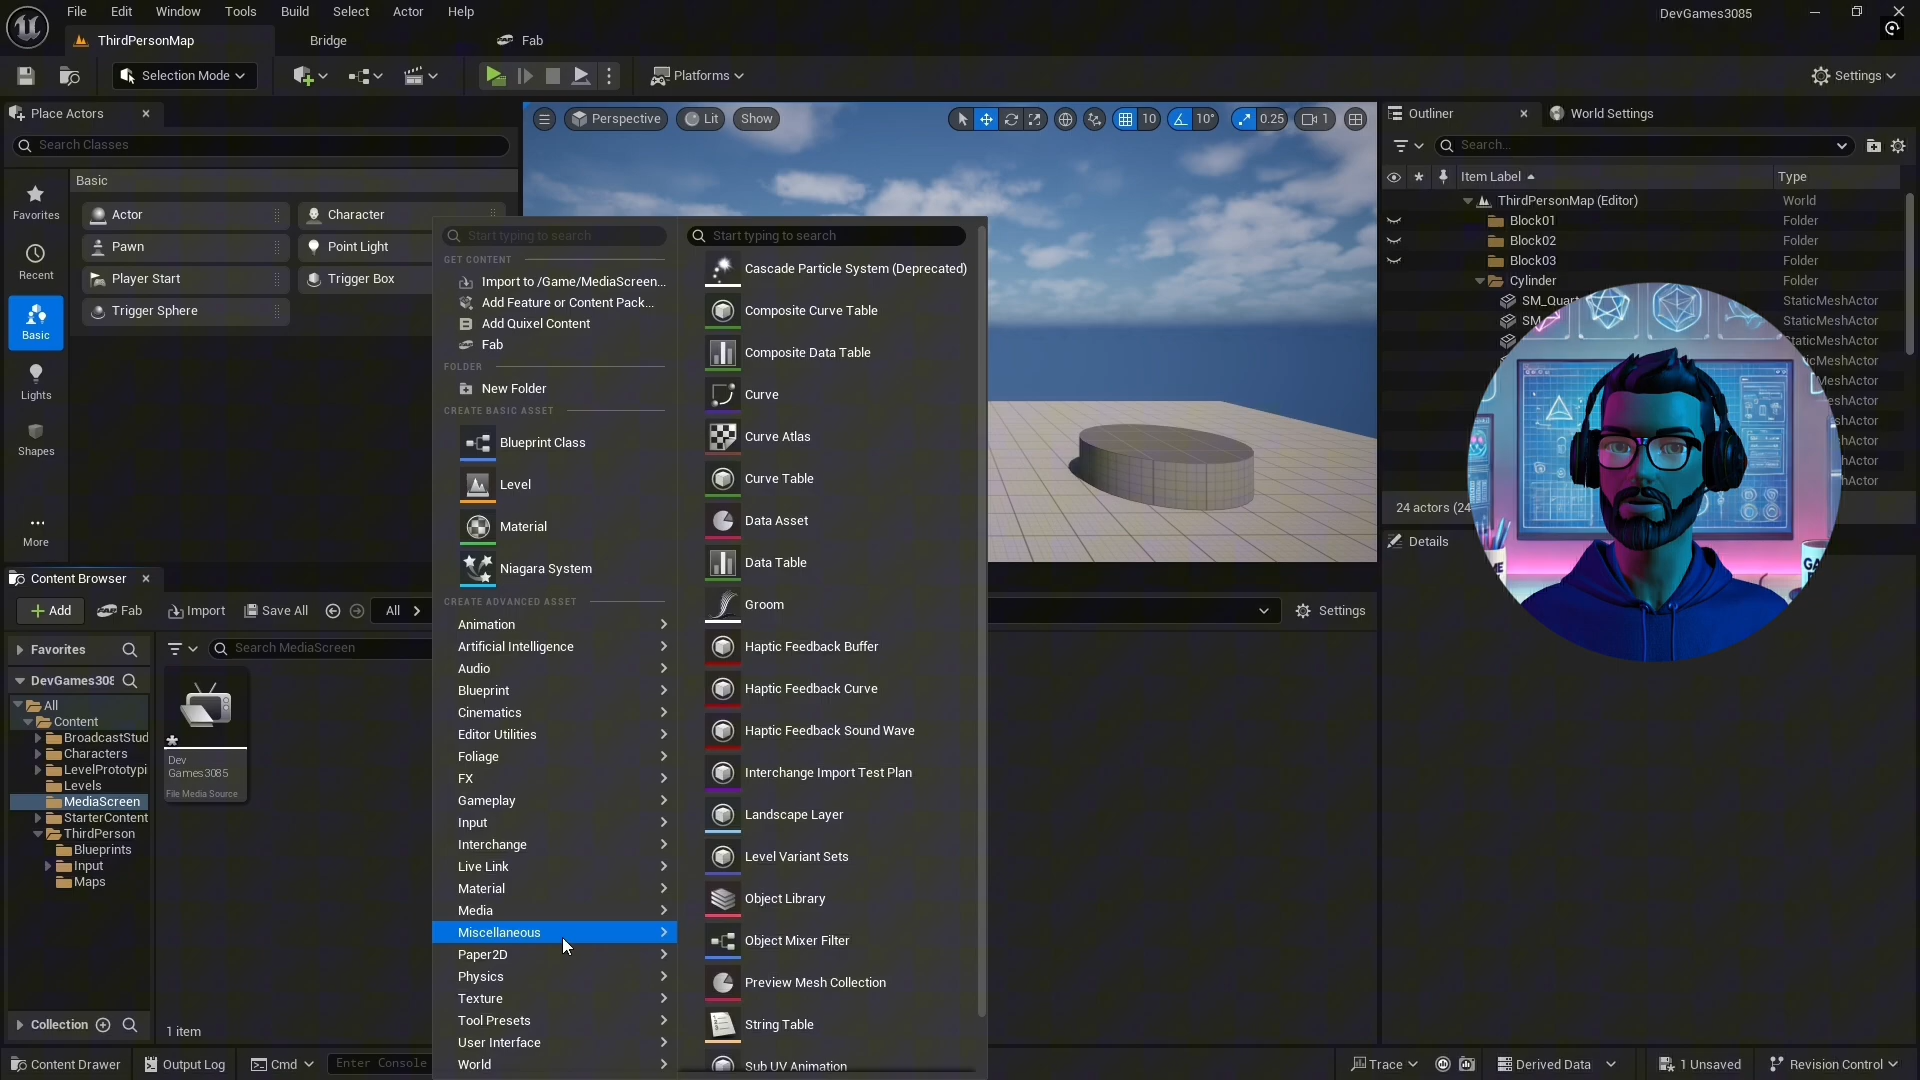 File Edit Window Tools Build Select Actor Help
DevGames3085
ThirdPersonMap Bridge Fab
Selection Mode Platforms Settings
Place Actors
Search Classes
Favorites
Recent
Basic
Lights
Shapes
More
Basic
Actor Character
Pawn Point Light
Player Start Trigger Box
Trigger Sphere
Perspective Lit Show 10 10° 0.25 1
Outliner World Settings
Search...
Item Label Type
ThirdPersonMap (Editor) World
Block01 Folder
Block02 Folder
Block03 Folder
Cylinder Folder
SM_Quart StaticMeshActor
SM StaticMeshActor
StaticMeshActor
24 actors (24
Details
Content Browser
Add Fab Import Save All All Settings
Favorites
DevGames308
All
Content
BroadcastStud
Characters
LevelPrototypi
Levels
MediaScreen
StarterContent
ThirdPerson
Blueprints
Input
Maps
Collection
Search MediaScreen
Dev
Games3085
File Media Source
1 item
Start typing to search
GET CONTENT
Import to /Game/MediaScreen...
Add Feature or Content Pack...
Add Quixel Content
Fab
FOLDER
New Folder
CREATE BASIC ASSET
Blueprint Class
Level
Material
Niagara System
CREATE ADVANCED ASSET
Animation
Artificial Intelligence
Audio
Blueprint
Cinematics
Editor Utilities
Foliage
FX
Gameplay
Input
Interchange
Live Link
Material
Media
Miscellaneous
Paper2D
Physics
Texture
Tool Presets
User Interface
World
Start typing to search
Cascade Particle System (Deprecated)
Composite Curve Table
Composite Data Table
Curve
Curve Atlas
Curve Table
Data Asset
Data Table
Groom
Haptic Feedback Buffer
Haptic Feedback Curve
Haptic Feedback Sound Wave
Interchange Import Test Plan
Landscape Layer
Level Variant Sets
Object Library
Object Mixer Filter
Preview Mesh Collection
String Table
Sub UV Animation
Content Drawer Output Log Cmd Enter Console
Trace Derived Data 1 Unsaved Revision Control